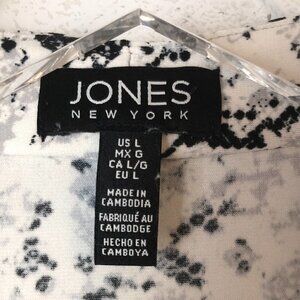 JONES
NEW YORK
US L
MX G
CA L/G
EU L
MADE IN
CAMBODIA
FABRIQUÉ AU
CAMBODGE
HECHO EN
CAMBOYA